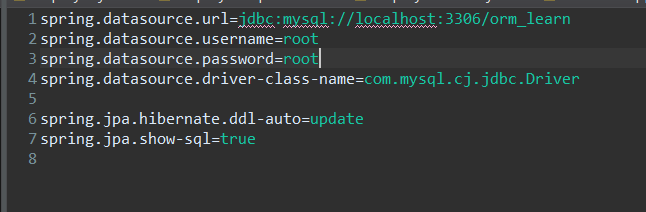 1 spring.datasource.url=jdbc:mysql://localhost:3306/orm_learn
2 spring.datasource.username=root
3 spring.datasource.password=root
4 spring.datasource.driver-class-name=com.mysql.cj.jdbc.Driver
5
6 spring.jpa.hibernate.ddl-auto=update
7 spring.jpa.show-sql=true
8